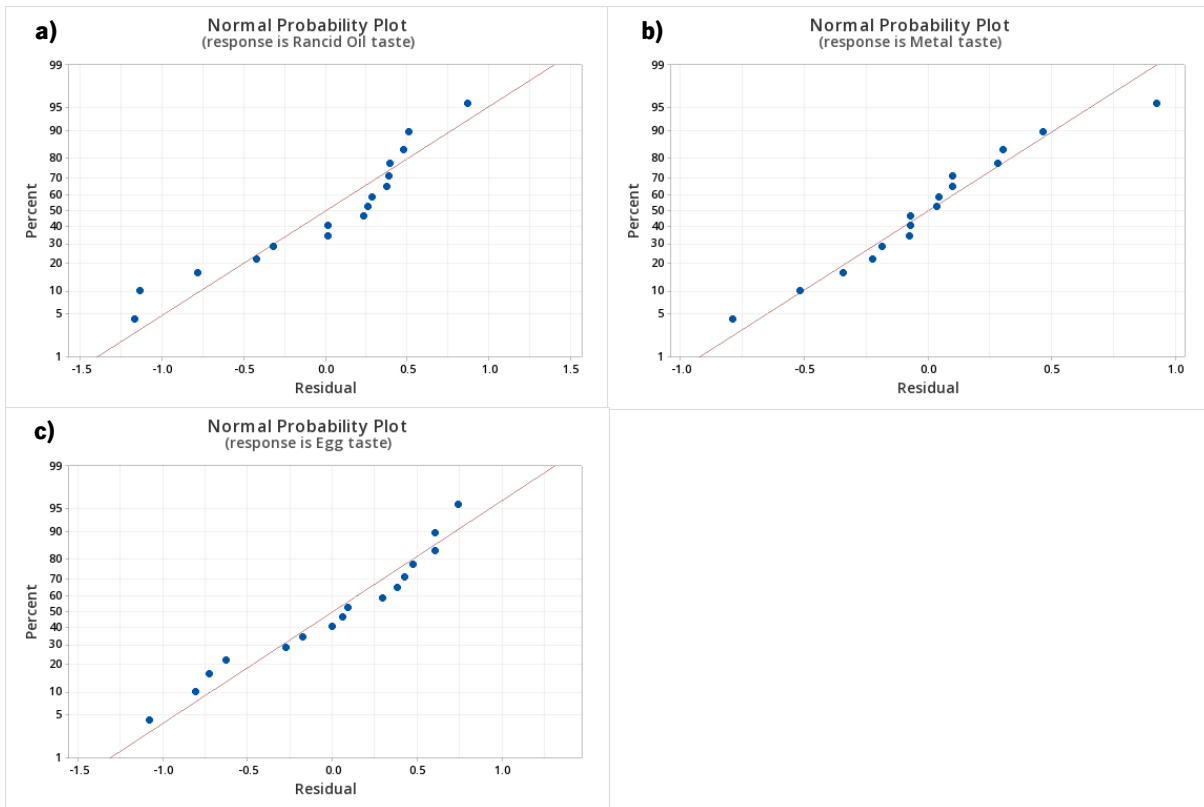 a)
Normal Probability Plot
(response is Rancid Oil taste)
99
95
90
80
70
60
50
40
30
20
10
5
1
Percent
-1.5 -1.0 -0.5 0.0 0.5 1.0 1.5
Residual
b)
Normal Probability Plot
(response is Metal taste)
99
95
90
80
70
60
50
40
30
20
10
5
1
Percent
-1.0 -0.5 0.0 0.5 1.0
Residual
c)
Normal Probability Plot
(response is Egg taste)
99
95
90
80
70
60
50
40
30
20
10
5
1
Percent
-1.5 -1.0 -0.5 0.0 0.5 1.0
Residual